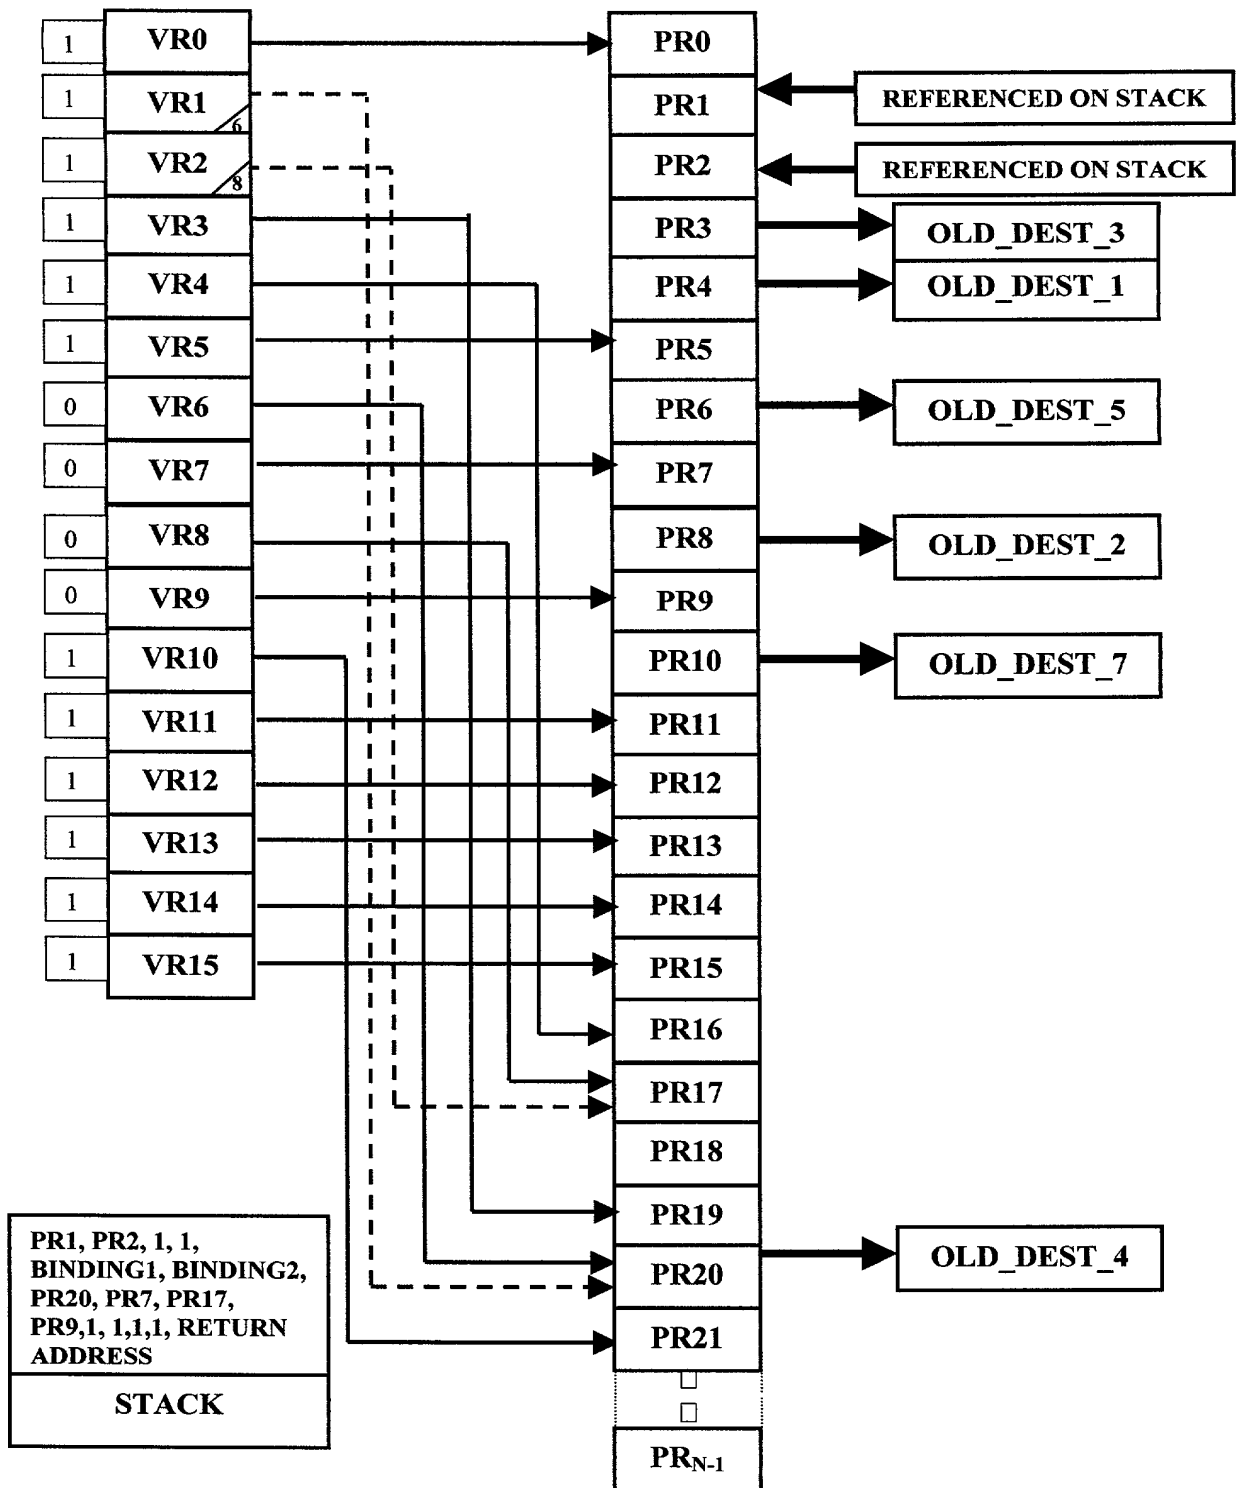 1 VR0
1 VR1 6
1 VR2 8
1 VR3
1 VR4
1 VR5
0 VR6
0 VR7
0 VR8
0 VR9
1 VR10
1 VR11
1 VR12
1 VR13
1 VR14
1 VR15
PR0
PR1
PR2
PR3
PR4
PR5
PR6
PR7
PR8
PR9
PR10
PR11
PR12
PR13
PR14
PR15
PR16
PR17
PR18
PR19
PR20
PR21
PRN-1
REFERENCED ON STACK
REFERENCED ON STACK
OLD_DEST_3
OLD_DEST_1
OLD_DEST_5
OLD_DEST_2
OLD_DEST_7
OLD_DEST_4
PR1, PR2, 1, 1,
BINDING1, BINDING2,
PR20, PR7, PR17,
PR9,1, 1,1,1, RETURN
ADDRESS
STACK